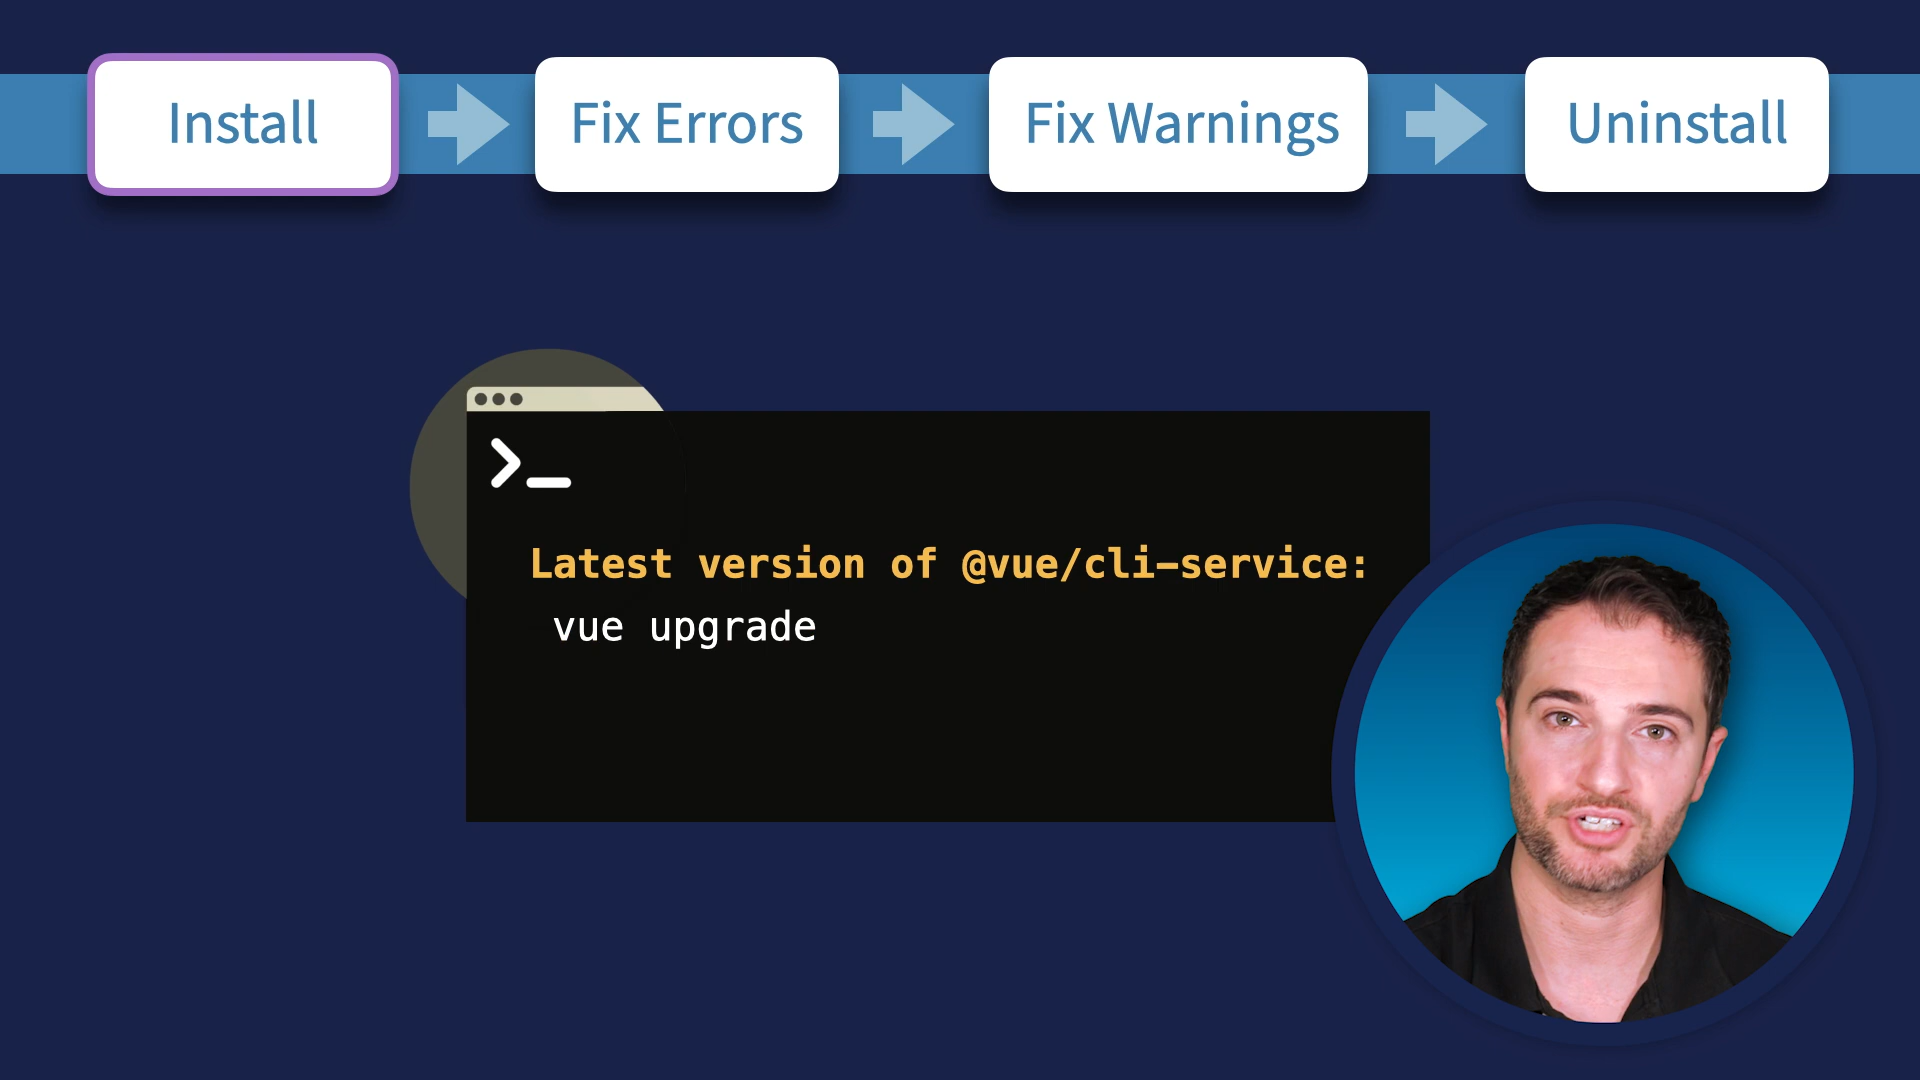 Install
Fix Errors
Fix Warnings
Uninstall
>_
Latest version of @vue/cli-service:
vue upgrade